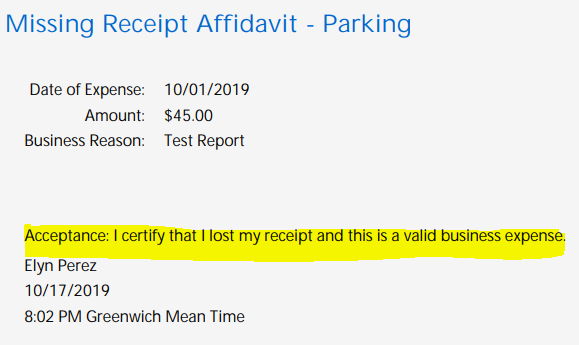 Missing Receipt Affidavit - Parking
Date of Expense: 10/01/2019
Amount: $45.00
Business Reason: Test Report
Acceptance: I certify that I lost my receipt and this is a valid business expense.
Elyn Perez
10/17/2019
8:02 PM Greenwich Mean Time